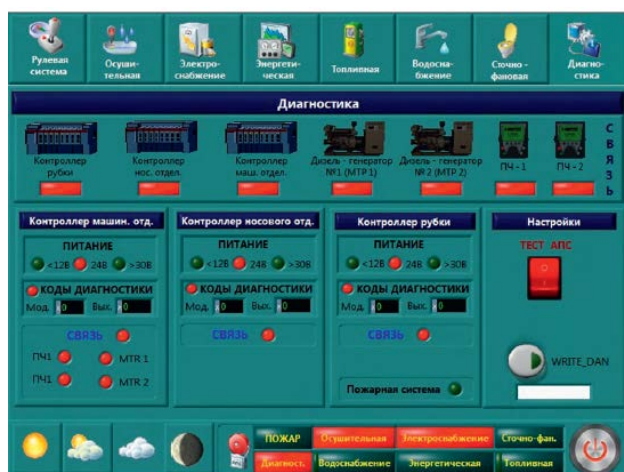 Рулевая
система
Осуши-
тельная
Электро-
снабжение
Энергети-
ческая
Топливная
Водосна-
бжение
Сточно -
фановая
Диагно-
стика
Диагностика
Контроллер
рубки
Контроллер
нос. отдел.
Контроллер
маш. отдел.
Дизель - генератор
№1 (МТР 1)
Дизель - генератор
№ 2 (МТР 2)
ПЧ - 1
ПЧ - 2
С
В
Я
З
Ь
Контроллер машин. отд.
ПИТАНИЕ
<12В 24В >30В
КОДЫ ДИАГНОСТИКИ
Мод. 0 Вых. 0
СВЯЗЬ
ПЧ1 MTR 1
ПЧ1 MTR 2
Контроллер носового отд.
ПИТАНИЕ
<12В 24В >30В
КОДЫ ДИАГНОСТИКИ
Мод. 0 Вых. 0
СВЯЗЬ
Контроллер рубки
ПИТАНИЕ
<12В 24В >30В
КОДЫ ДИАГНОСТИКИ
Мод. 0 Вых. 0
СВЯЗЬ
Пожарная система
Настройки
ТЕСТ АПС
WRITE_DAN
ПОЖАР Осушительная Электроснабжение Сточно-фан.
Диагност. Водоснабжение Энергетическая Топливная